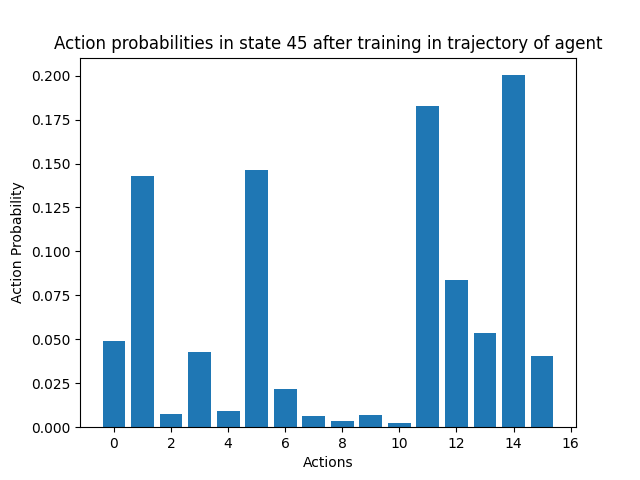 Action probabilities in state 45 after training in trajectory of agent
0.200
0.175
0.150
0.125
0.100
0.075
0.050
0.025
0.000
Action Probability
0 2 4 6 8 10 12 14 16
Actions